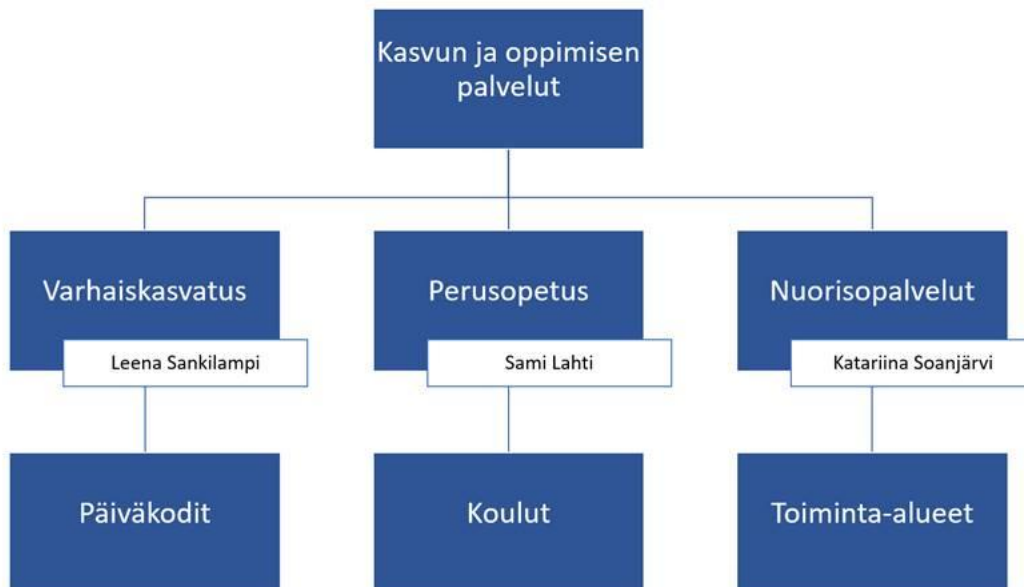 Kasvun ja oppimisen
palvelut
Varhaiskasvatus
Leena Sankilampi
Perusopetus
Sami Lahti
Nuorisopalvelut
Katariina Soanjärvi
Päiväkodit
Koulut
Toiminta-alueet